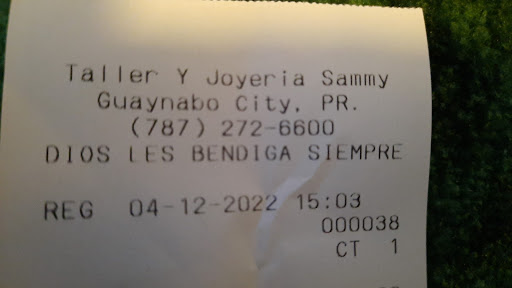 Taller Y Joyeria Sammy
Guaynabo City, PR.
(787) 272-6600
DIOS LES BENDIGA SIEMPRE
REG 04-12-2022 15:03
000038
CT 1